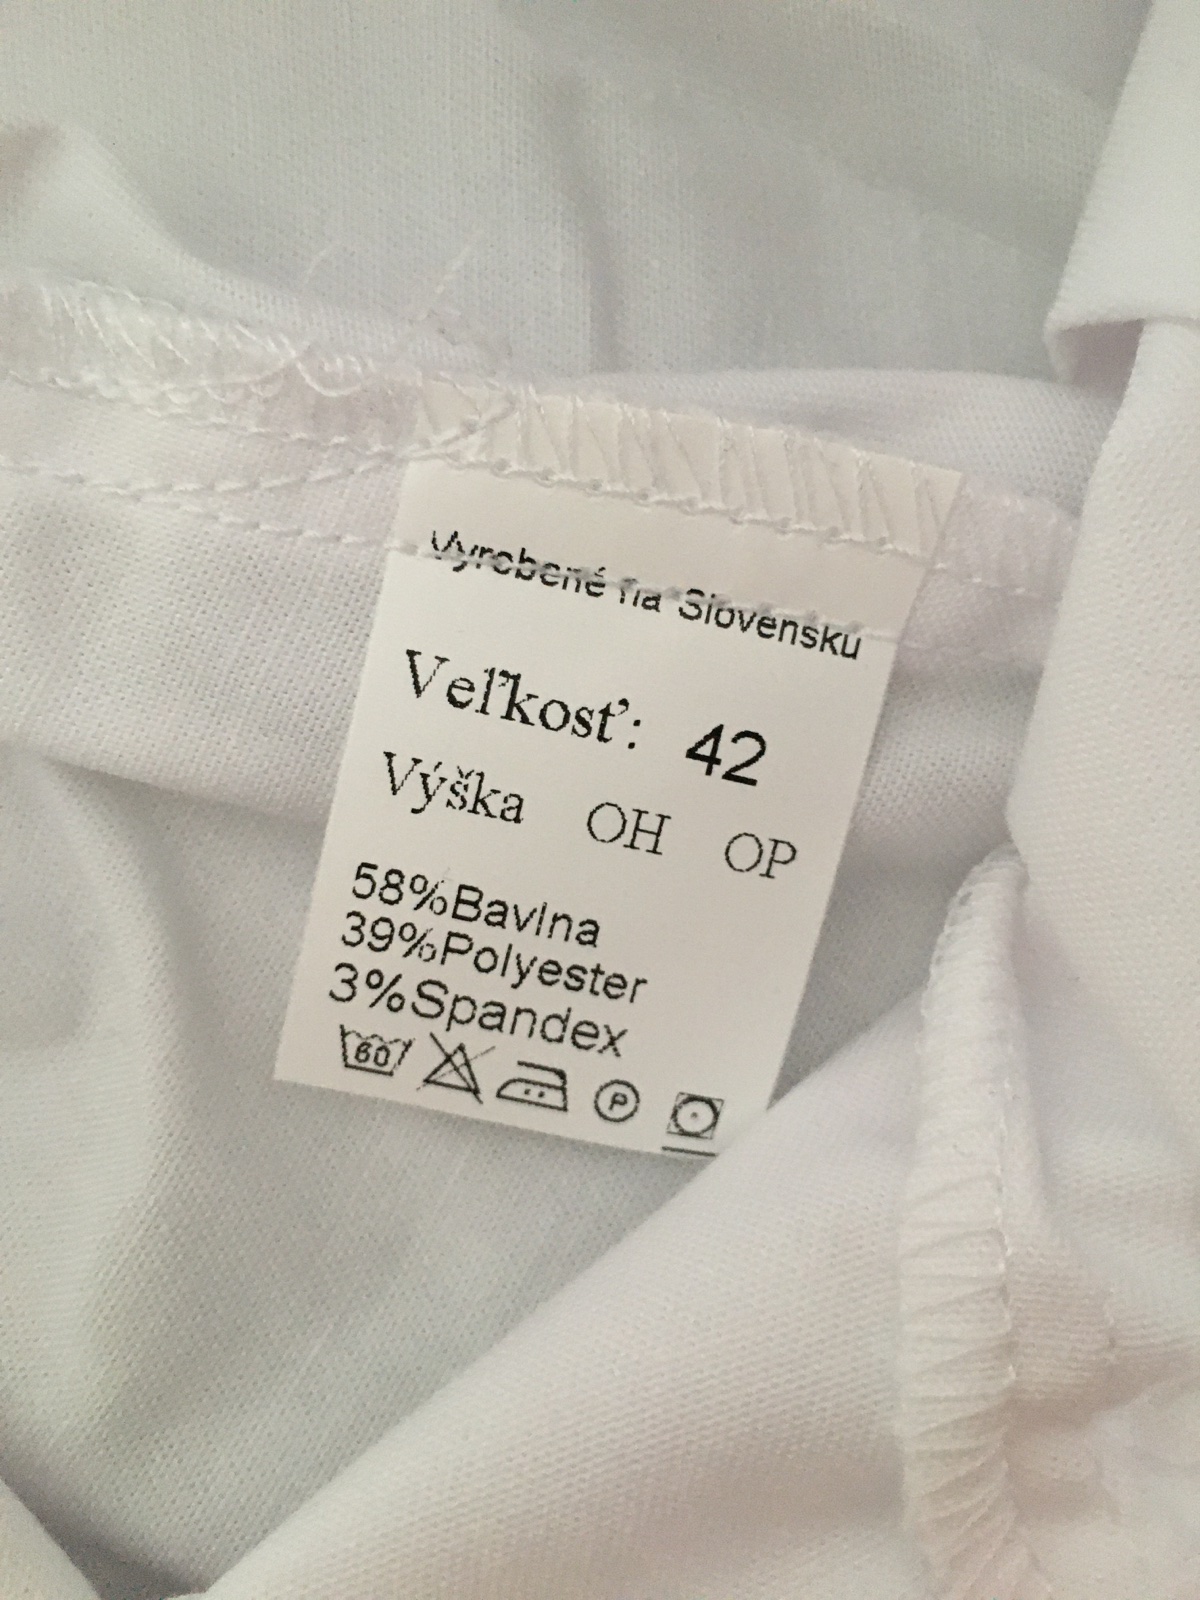 Vyrobené na Slovensku
Veľkosť: 42
Výška OH OP
58%Bavlna
39%Polyester
3%Spandex
60 P